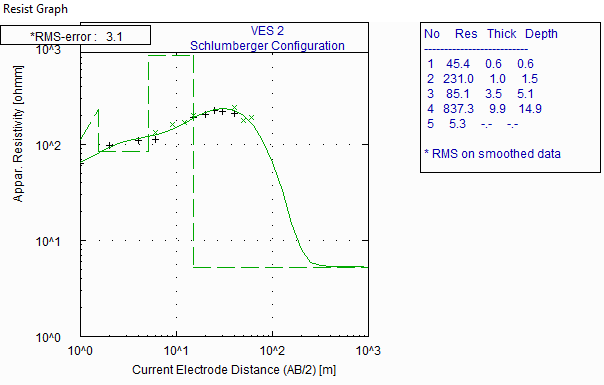 Resist Graph
*RMS-error : 3.1
VES 2
Schlumberger Configuration
10^3
10^2
10^1
10^0
Appar. Resistivity [ohmm]
10^0 10^1 10^2 10^3
Current Electrode Distance (AB/2) [m]
No Res Thick Depth
----------------------------
1 45.4 0.6 0.6
2 231.0 1.0 1.5
3 85.1 3.5 5.1
4 837.3 9.9 14.9
5 5.3 -.- -.-
* RMS on smoothed data